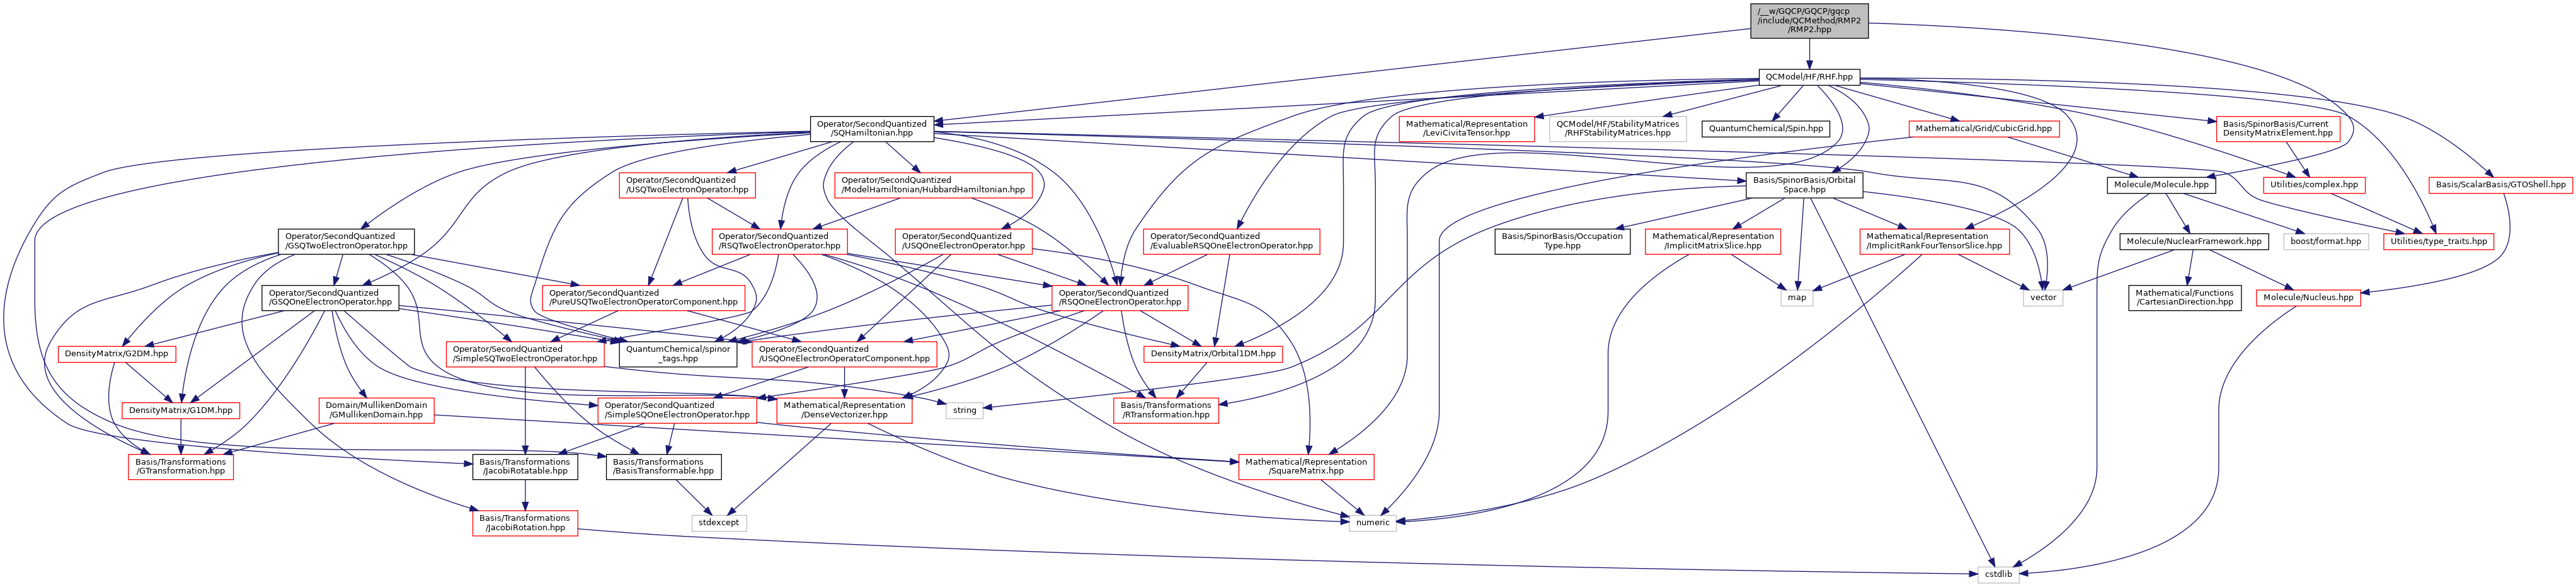 /__w/GQCP/GQCP/gqcp
/include/QCMethod/RMP2
/RMP2.hpp
QCModel/HF/RHF.hpp
Operator/SecondQuantized
/SQHamiltonian.hpp
Mathematical/Representation
/LeviCivitaTensor.hpp
QCModel/HF/StabilityMatrices
/RHFStabilityMatrices.hpp
QuantumChemical/Spin.hpp
Mathematical/Grid/CubicGrid.hpp
Basis/SpinorBasis/Current
DensityMatrixElement.hpp
Operator/SecondQuantized
/USQTwoElectronOperator.hpp
Operator/SecondQuantized
/ModelHamiltonian/HubbardHamiltonian.hpp
Basis/SpinorBasis/Orbital
Space.hpp
Molecule/Molecule.hpp
Utilities/complex.hpp
Basis/ScalarBasis/GTOShell.hpp
Operator/SecondQuantized
/GSQTwoElectronOperator.hpp
Operator/SecondQuantized
/RSQTwoElectronOperator.hpp
Operator/SecondQuantized
/USQOneElectronOperator.hpp
Operator/SecondQuantized
/EvaluableRSQOneElectronOperator.hpp
Basis/SpinorBasis/Occupation
Type.hpp
Mathematical/Representation
/ImplicitMatrixSlice.hpp
Mathematical/Representation
/ImplicitRankFourTensorSlice.hpp
Molecule/NuclearFramework.hpp
boost/format.hpp
Utilities/type_traits.hpp
Operator/SecondQuantized
/GSQOneElectronOperator.hpp
Operator/SecondQuantized
/PureUSQTwoElectronOperatorComponent.hpp
Operator/SecondQuantized
/RSQOneElectronOperator.hpp
map
vector
Mathematical/Functions
/CartesianDirection.hpp
Molecule/Nucleus.hpp
DensityMatrix/G2DM.hpp
Operator/SecondQuantized
/SimpleSQTwoElectronOperator.hpp
QuantumChemical/spinor
_tags.hpp
Operator/SecondQuantized
/USQOneElectronOperatorComponent.hpp
DensityMatrix/Orbital1DM.hpp
DensityMatrix/G1DM.hpp
Domain/MullikenDomain
/GMullikenDomain.hpp
Operator/SecondQuantized
/SimpleSQOneElectronOperator.hpp
Mathematical/Representation
/DenseVectorizer.hpp
string
Basis/Transformations
/RTransformation.hpp
Basis/Transformations
/GTransformation.hpp
Basis/Transformations
/JacobiRotatable.hpp
Basis/Transformations
/BasisTransformable.hpp
Mathematical/Representation
/SquareMatrix.hpp
Basis/Transformations
/JacobiRotation.hpp
stdexcept
numeric
cstdlib